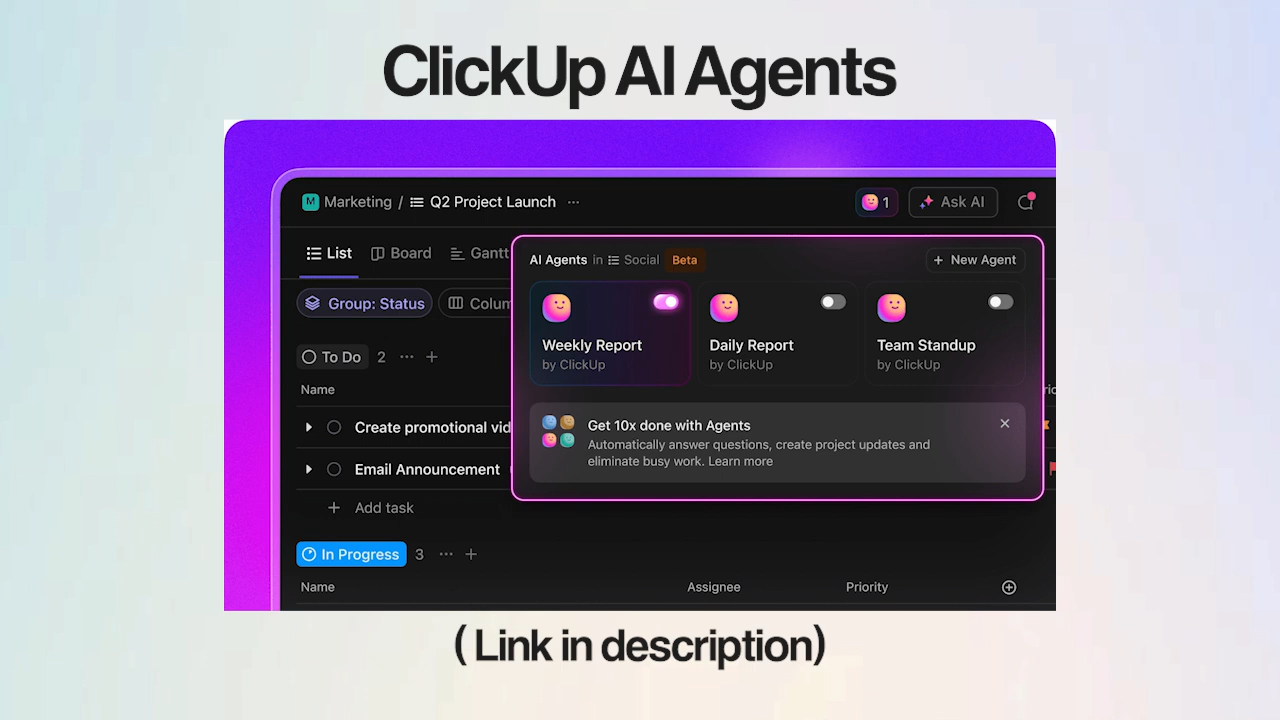 ClickUp AI Agents
M Marketing / Q2 Project Launch ··· 1 Ask AI
List Board Gantt
AI Agents in Social Beta + New Agent
Group: Status Colum
Weekly Report
by ClickUp
Daily Report
by ClickUp
Team Standup
by ClickUp
To Do 2 ··· +
Name
Create promotional vid
Get 10x done with Agents
Automatically answer questions, create project updates and
eliminate busy work. Learn more
Email Announcement
+ Add task
In Progress 3 ··· +
Name Assignee Priority
( Link in description)